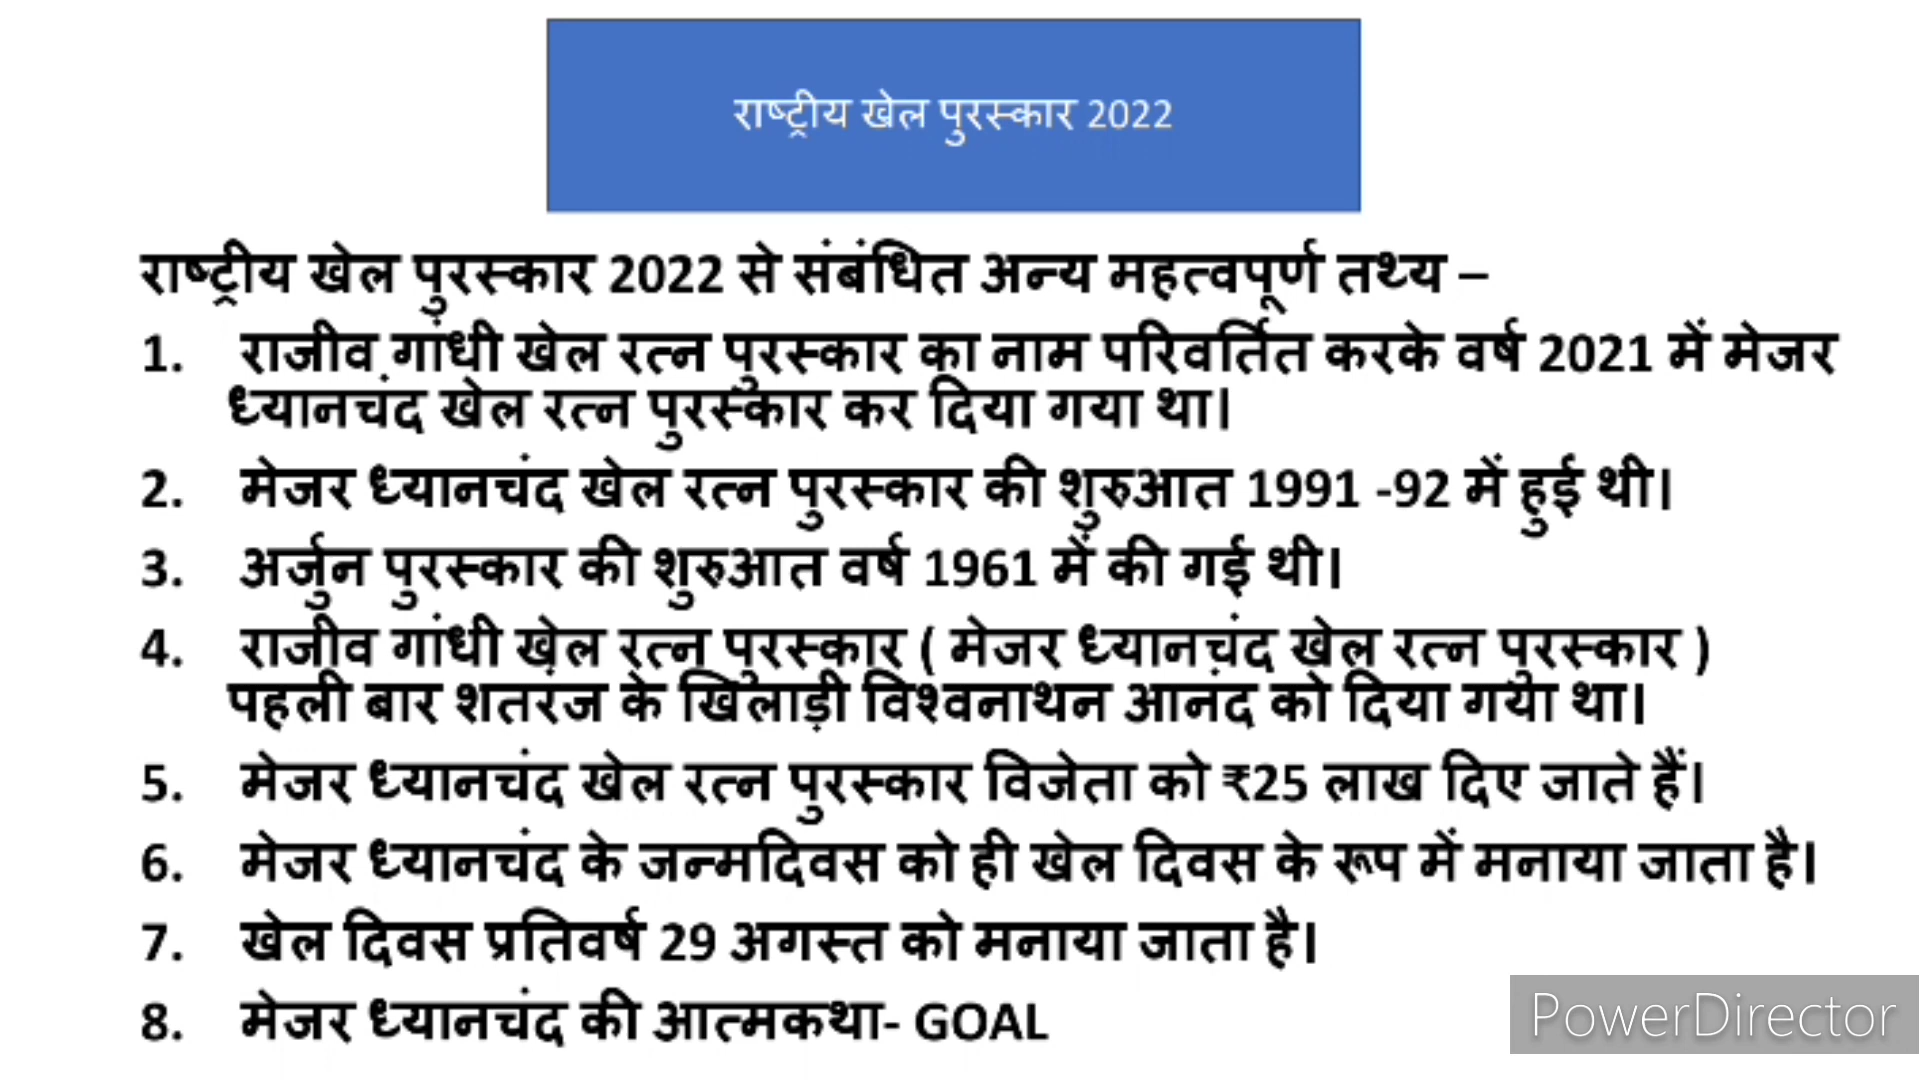 राष्ट्रीय खेल पुरस्कार 2022
राष्ट्रीय खेल पुरस्कार 2022 से संबंधित अन्य महत्वपूर्ण तथ्य –
1. राजीव गांधी खेल रत्न पुरस्कार का नाम परिवर्तित करके वर्ष 2021 में मेजर
ध्यानचंद खेल रत्न पुरस्कार कर दिया गया था।
2. मेजर ध्यानचंद खेल रत्न पुरस्कार की शुरुआत 1991 -92 में हुई थी।
3. अर्जुन पुरस्कार की शुरुआत वर्ष 1961 में की गई थी।
4. राजीव गांधी खेल रत्न पुरस्कार ( मेजर ध्यानचंद खेल रत्न पुरस्कार )
पहली बार शतरंज के खिलाड़ी विश्वनाथन आनंद को दिया गया था।
5. मेजर ध्यानचंद खेल रत्न पुरस्कार विजेता को ₹25 लाख दिए जाते हैं।
6. मेजर ध्यानचंद के जन्मदिवस को ही खेल दिवस के रूप में मनाया जाता है।
7. खेल दिवस प्रतिवर्ष 29 अगस्त को मनाया जाता है।
8. मेजर ध्यानचंद की आत्मकथा- GOAL
PowerDirector